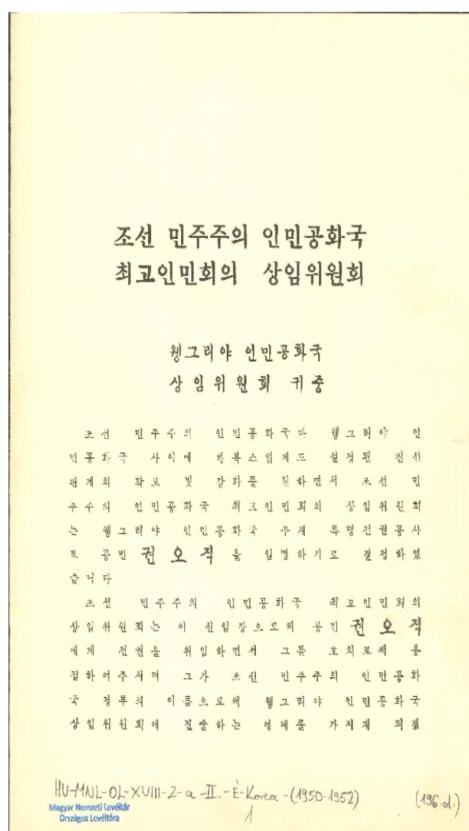 조선 민주주의 인민공화국
최고인민회의 상임위원회
웽그리야 인민공화국
상임위원회 귀중
조선 민주주의 인민공화국과 웽그리야 인
민공화국 사이에 행복스럽게도 설정된 친선
관계의 확보 및 강화를 원하면서 조선 민
주주의 인민공화국 최고인민회의 상임위원회
는 웽그리야 인민공화국 주재 특명전권공사
로 공민 권오직을 임명하기로 결정하였
습니다
조선 민주주의 인민공화국 최고인민회의
상임위원회는 이 신임장으로써 공민 권오직
에게 전권을 위임하면서 그를 호의로써 응
접하여주시며 그가 조선 민주주의 인민공화
국 정부의 이름으로써 웽그리야 인민공화국
상임위원회에 진술하는 영예를 가지게 되겠
HU-MNL-OL-XVIII-2-a-II.-É-Korea-(1950-1952)
(196.d.)
Magyar Nemzeti Levéltár
Országos Levéltára
1